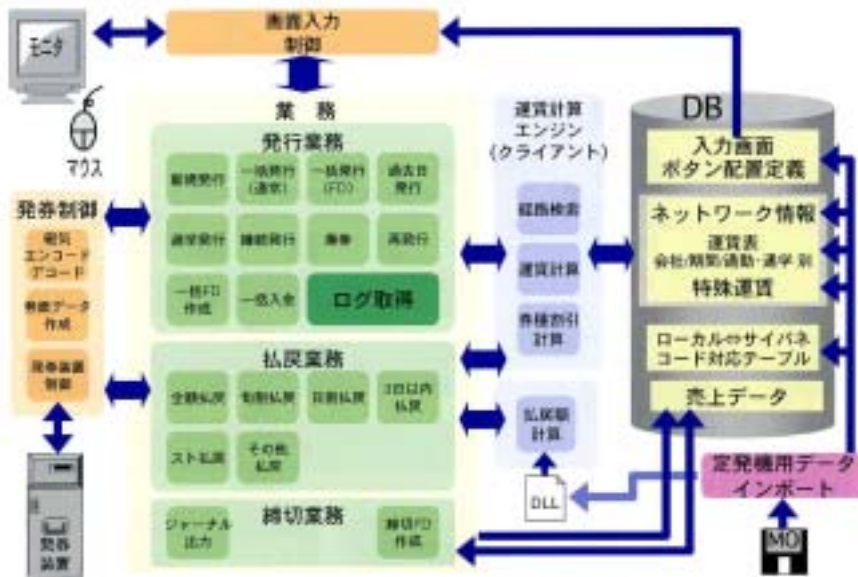 モニタ
マウス
画面入力
制御
業 務
発行業務
新規発行
一括発行
(通常)
一括発行
(FD)
過去日
発行
通学発行
継続発行
再発行
一括FD
作成
一括入金
ログ取得
払戻業務
全額払戻
旬割払戻
日割払戻
3日以内
払戻
スト払戻
その他
払戻
締切業務
ジャーナル
出力
締切FD
作成
発券制御
磁気
エンコード
デコード
券面データ
作成
発券装置
制御
発券
装置
運賃計算
エンジン
(クライアント)
経路検索
運賃計算
券種割引
計算
払戻額
計算
DLL
DB
入力画面
ボタン配置定義
ネットワーク情報
運賃表
会社/期間/通勤・通学 別
特殊運賃
ローカル⇔サイバネ
コード対応テーブル
売上データ
定発機用データ
インポート
MO